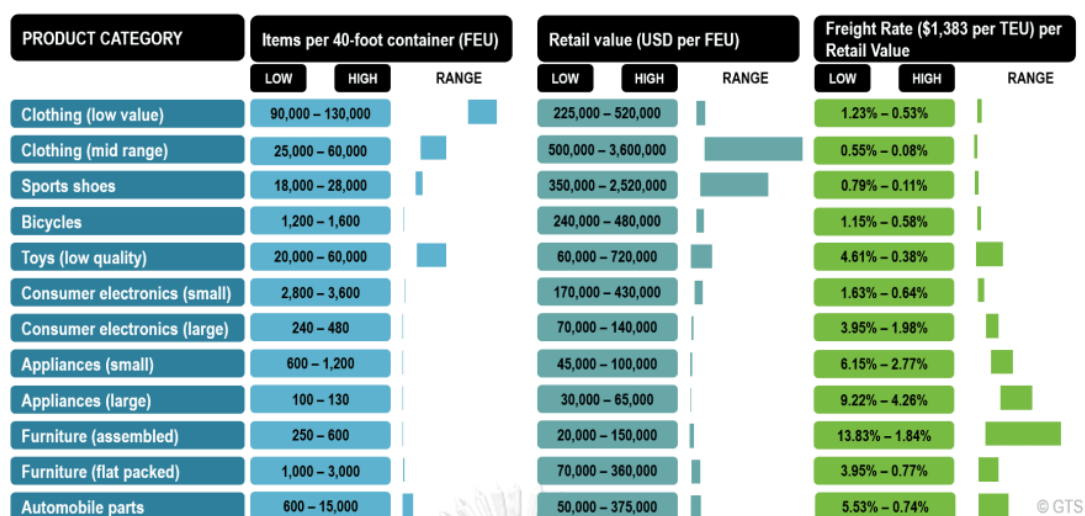 PRODUCT CATEGORY
Items per 40-foot container (FEU)
Retail value (USD per FEU)
Freight Rate ($1,383 per TEU) per
Retail Value
LOW HIGH RANGE LOW HIGH RANGE LOW HIGH RANGE
Clothing (low value) 90,000 – 130,000 225,000 – 520,000 1.23% – 0.53%
Clothing (mid range) 25,000 – 60,000 500,000 – 3,600,000 0.55% – 0.08%
Sports shoes 18,000 – 28,000 350,000 – 2,520,000 0.79% – 0.11%
Bicycles 1,200 – 1,600 240,000 – 480,000 1.15% – 0.58%
Toys (low quality) 20,000 – 60,000 60,000 – 720,000 4.61% – 0.38%
Consumer electronics (small) 2,800 – 3,600 170,000 – 430,000 1.63% – 0.64%
Consumer electronics (large) 240 – 480 70,000 – 140,000 3.95% – 1.98%
Appliances (small) 600 – 1,200 45,000 – 100,000 6.15% – 2.77%
Appliances (large) 100 – 130 30,000 – 65,000 9.22% – 4.26%
Furniture (assembled) 250 – 600 20,000 – 150,000 13.83% – 1.84%
Furniture (flat packed) 1,000 – 3,000 70,000 – 360,000 3.95% – 0.77%
Automobile parts 600 – 15,000 50,000 – 375,000 5.53% – 0.74%
© GTS